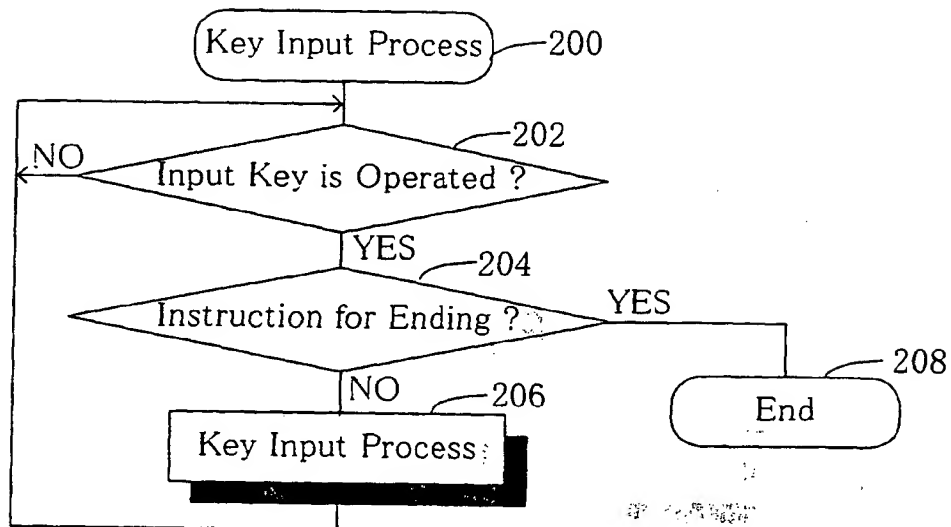 Key Input Process
200
202
NO
Input Key is Operated ?
YES
204
Instruction for Ending ?
YES
NO
206
208
End
Key Input Process